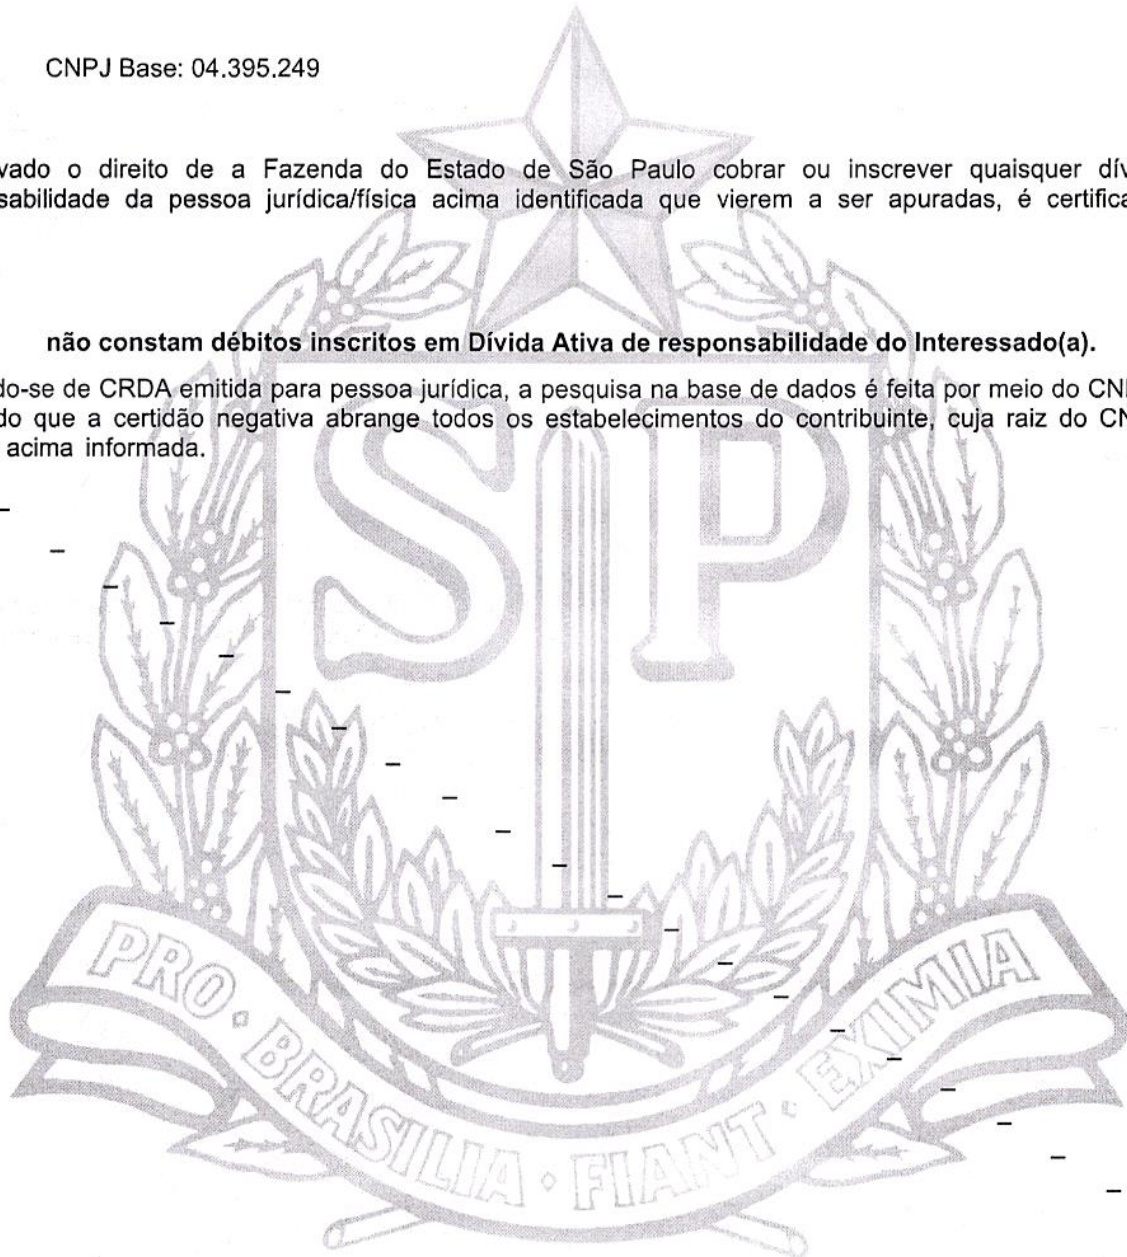 CNPJ Base: 04.395.249
vado o direito de a Fazenda do Estado de São Paulo cobrar ou inscrever quaisquer dív
sabilidade da pessoa jurídica/física acima identificada que vierem a ser apuradas, é certifica
não constam débitos inscritos em Dívida Ativa de responsabilidade do Interessado(a).
do-se de CRDA emitida para pessoa jurídica, a pesquisa na base de dados é feita por meio do CN
do que a certidão negativa abrange todos os estabelecimentos do contribuinte, cuja raiz do CN
acima informada.
SP
PRO · BRASILIA · FIANT · EXIMIA